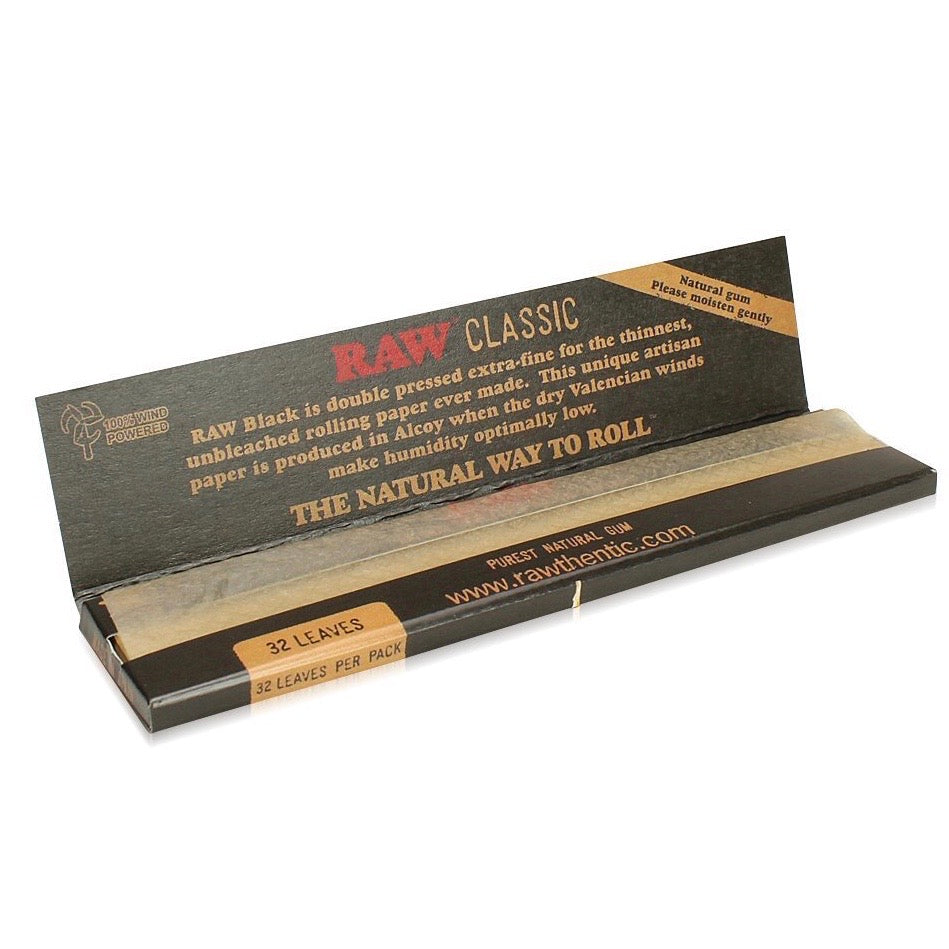 Natural gum
Please moisten gently
RAW CLASSIC
100% WIND
POWERED
RAW Black is double pressed extra-fine for the thinnest,
unbleached rolling paper ever made. This unique artisan
paper is produced in Alcoy when the dry Valencian winds
make humidity optimally low.
THE NATURAL WAY TO ROLL™
PUREST NATURAL GUM
www.rawthentic.com
32 LEAVES
32 LEAVES PER PACK